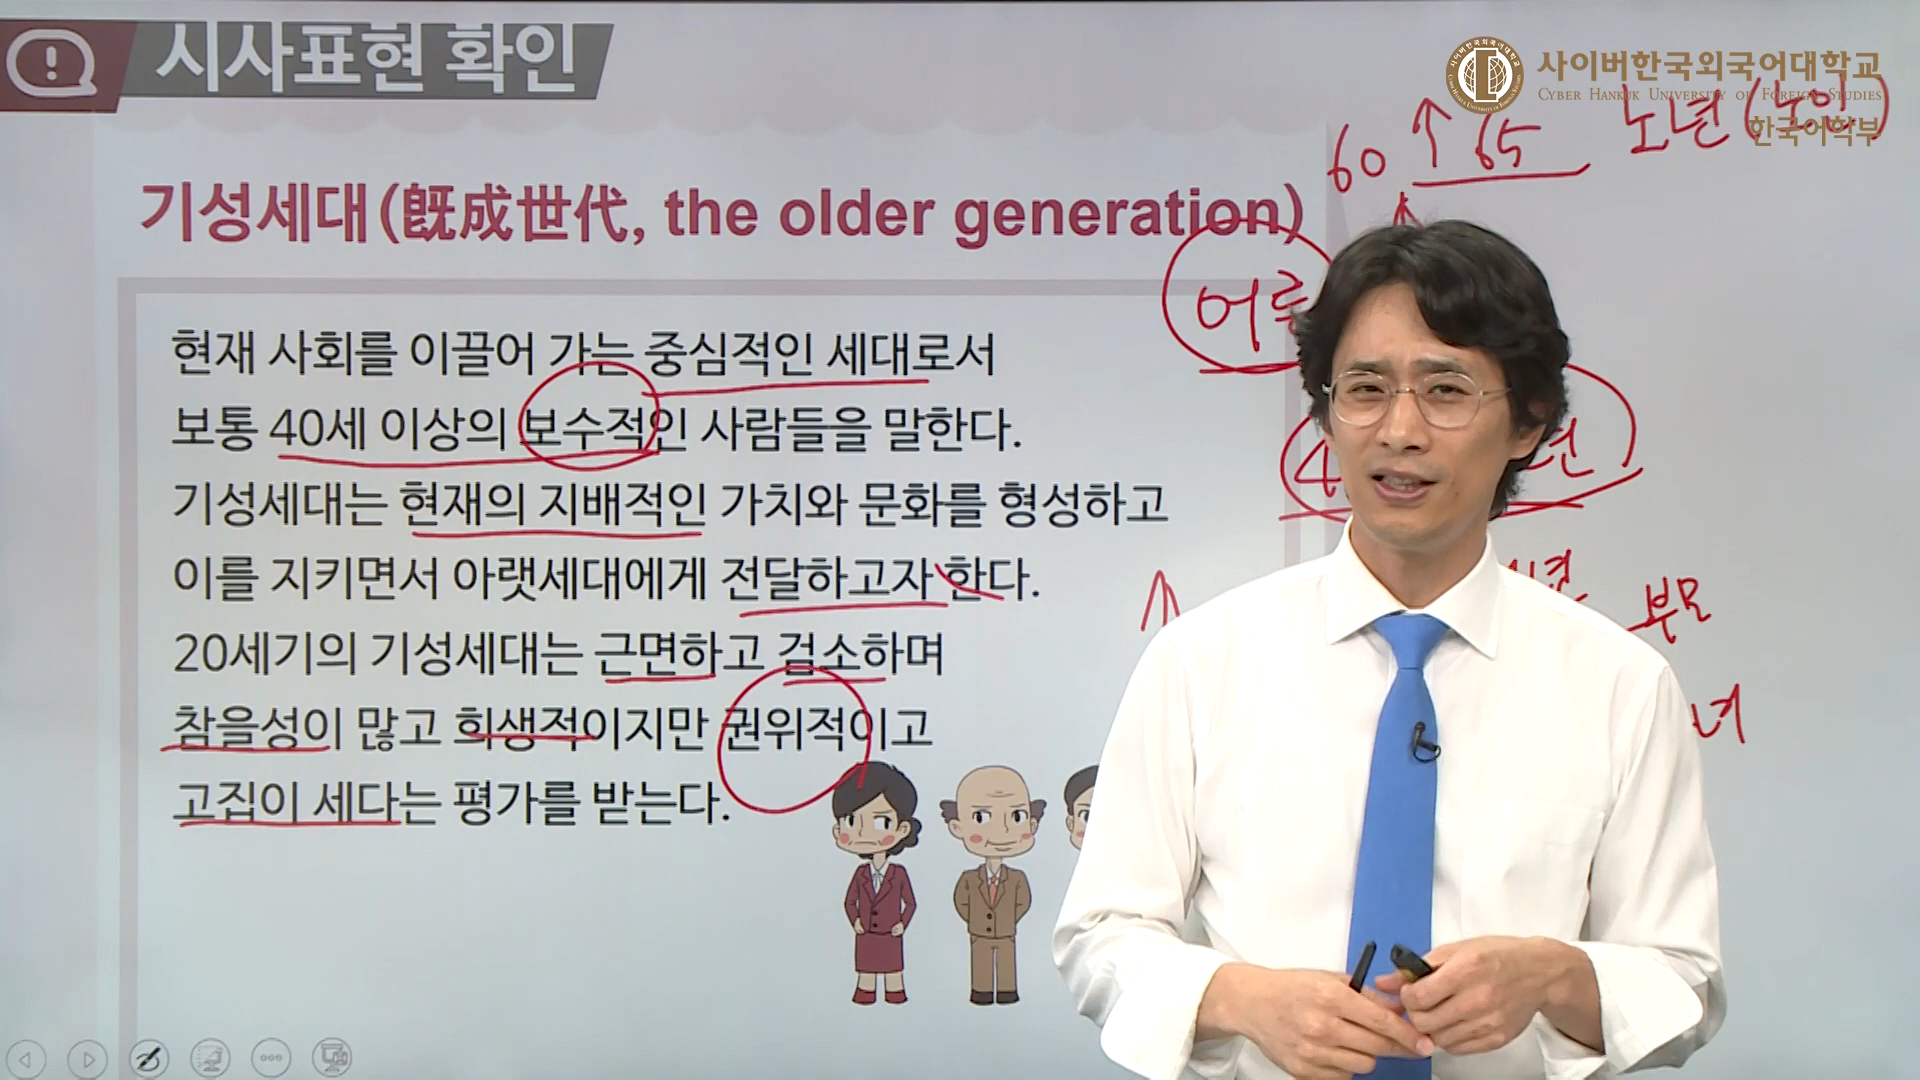 시사표현 확인
사이버한국외국어대학교
CYBER HANKUK UNIVERSITY OF FOREIGN STUDIES
한국어학부
60 ↑ 65 노년 (노인)
기성세대(旣成世代, the older generation)
어른
현재 사회를 이끌어 가는 중심적인 세대로서
보통 40세 이상의 보수적인 사람들을 말한다.
기성세대는 현재의 지배적인 가치와 문화를 형성하고
이를 지키면서 아랫세대에게 전달하고자 한다.
부모
20세기의 기성세대는 근면하고 검소하며
참을성이 많고 희생적이지만 권위적이고
녀
고집이 세다는 평가를 받는다.